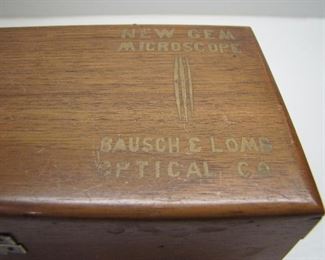 NEW GEM
MICROSCOPE
BAUSCH & LOMB
OPTICAL CO